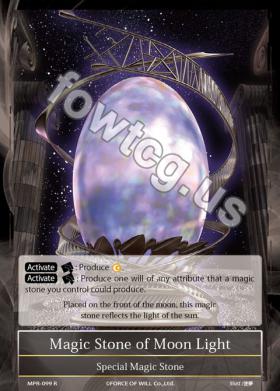 fowtcg.us
Activate : Produce .
Activate : Produce one will of any attribute that a magic
stone you control could produce.
Placed on the front of the moon, this magic
stone reflects the light of the sun.
Magic Stone of Moon Light
Special Magic Stone
MPR-099 R
©FORCE OF WILL Co.,Ltd.
Illust